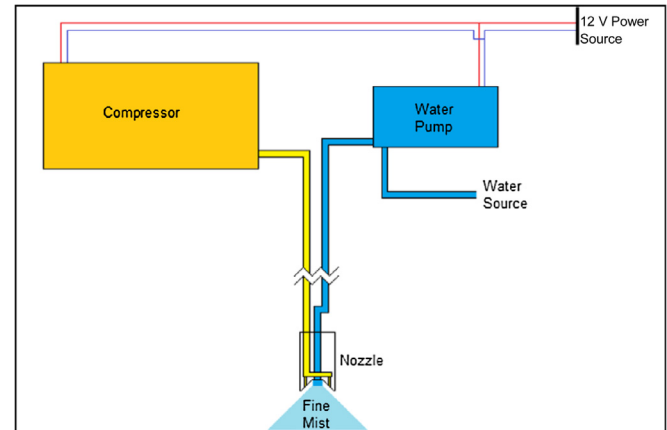 12 V Power
Source
Compressor
Water
Pump
Water
Source
Nozzle
Fine
Mist